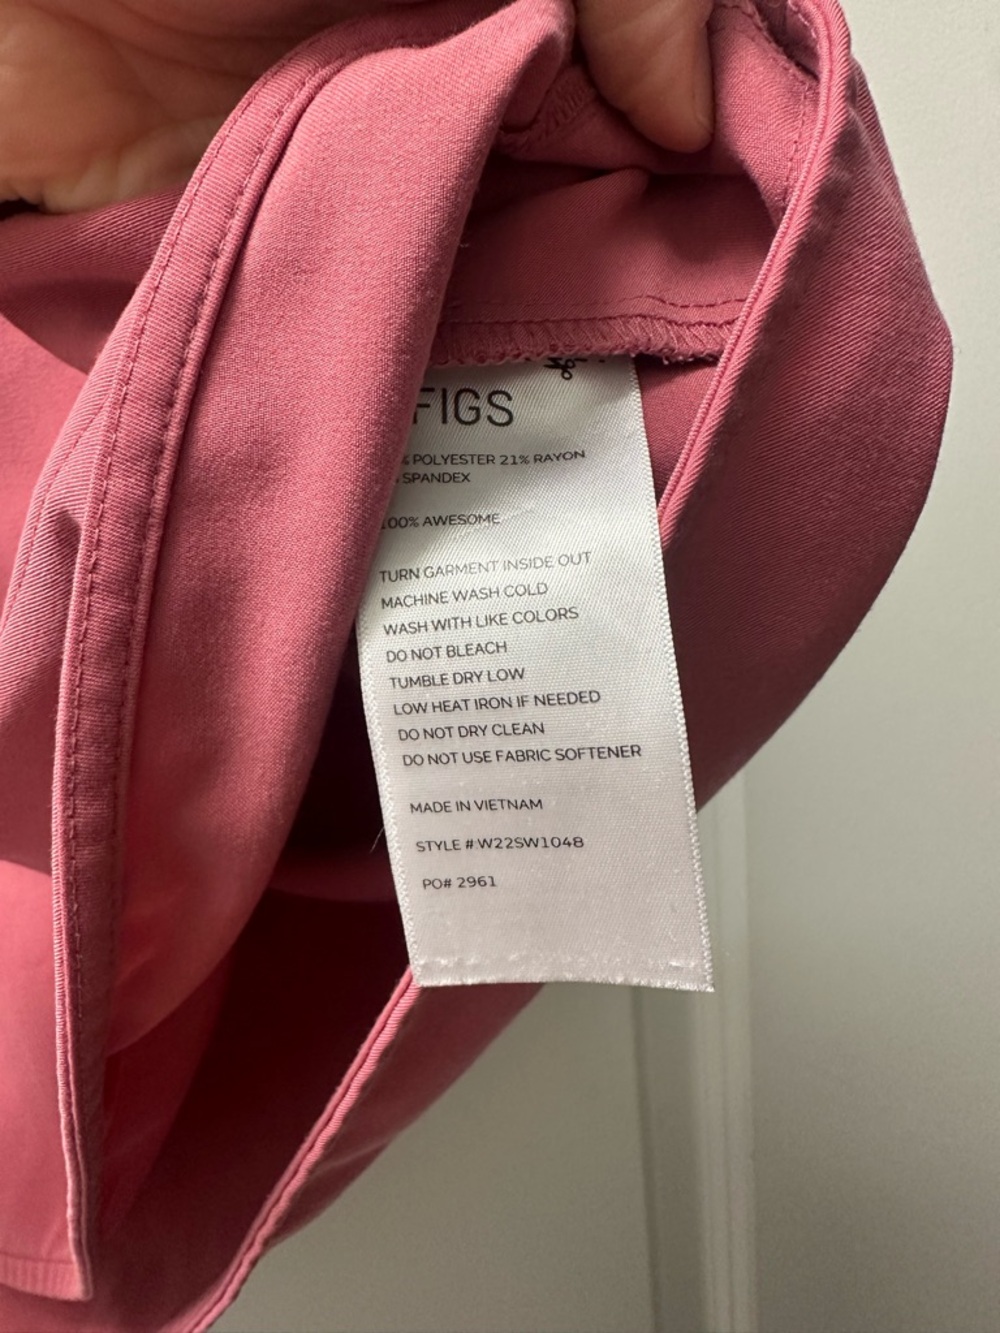 FIGS
% POLYESTER 21% RAYON
SPANDEX
100% AWESOME
TURN GARMENT INSIDE OUT
MACHINE WASH COLD
WASH WITH LIKE COLORS
DO NOT BLEACH
TUMBLE DRY LOW
LOW HEAT IRON IF NEEDED
DO NOT DRY CLEAN
DO NOT USE FABRIC SOFTENER
MADE IN VIETNAM
STYLE # W22SW1048
PO# 2961